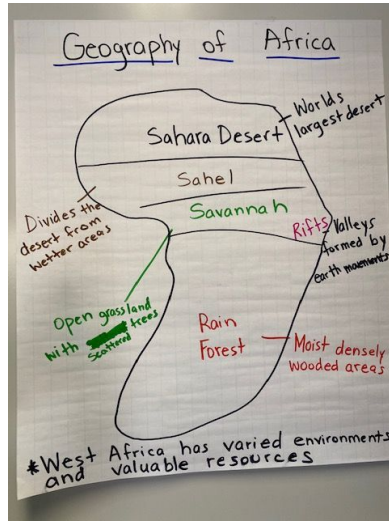 Geography of Africa
Worlds
largest desert
Sahara Desert
Sahel
Divides the
desert from
wetter areas
Savannah
Rifts Valleys
formed by
earth movements
Open grassland
with trees
scattered
Rain
Forest
Moist densely
wooded areas
*West Africa has varied environments
and valuable resources